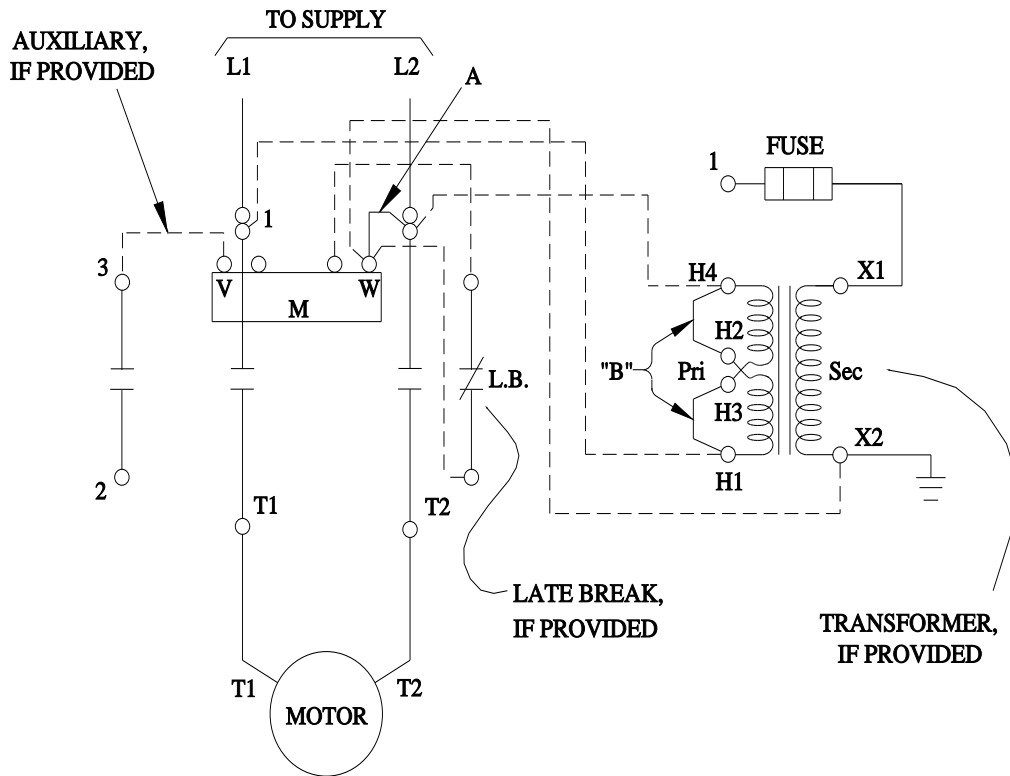 TO SUPPLY
AUXILIARY,
IF PROVIDED
L1
L2
A
1
FUSE
1
3
V
W
M
H4
X1
H2
"B"
Pri
Sec
H3
L.B.
X2
H1
2
T1
T2
LATE BREAK,
IF PROVIDED
TRANSFORMER,
IF PROVIDED
T1
T2
MOTOR